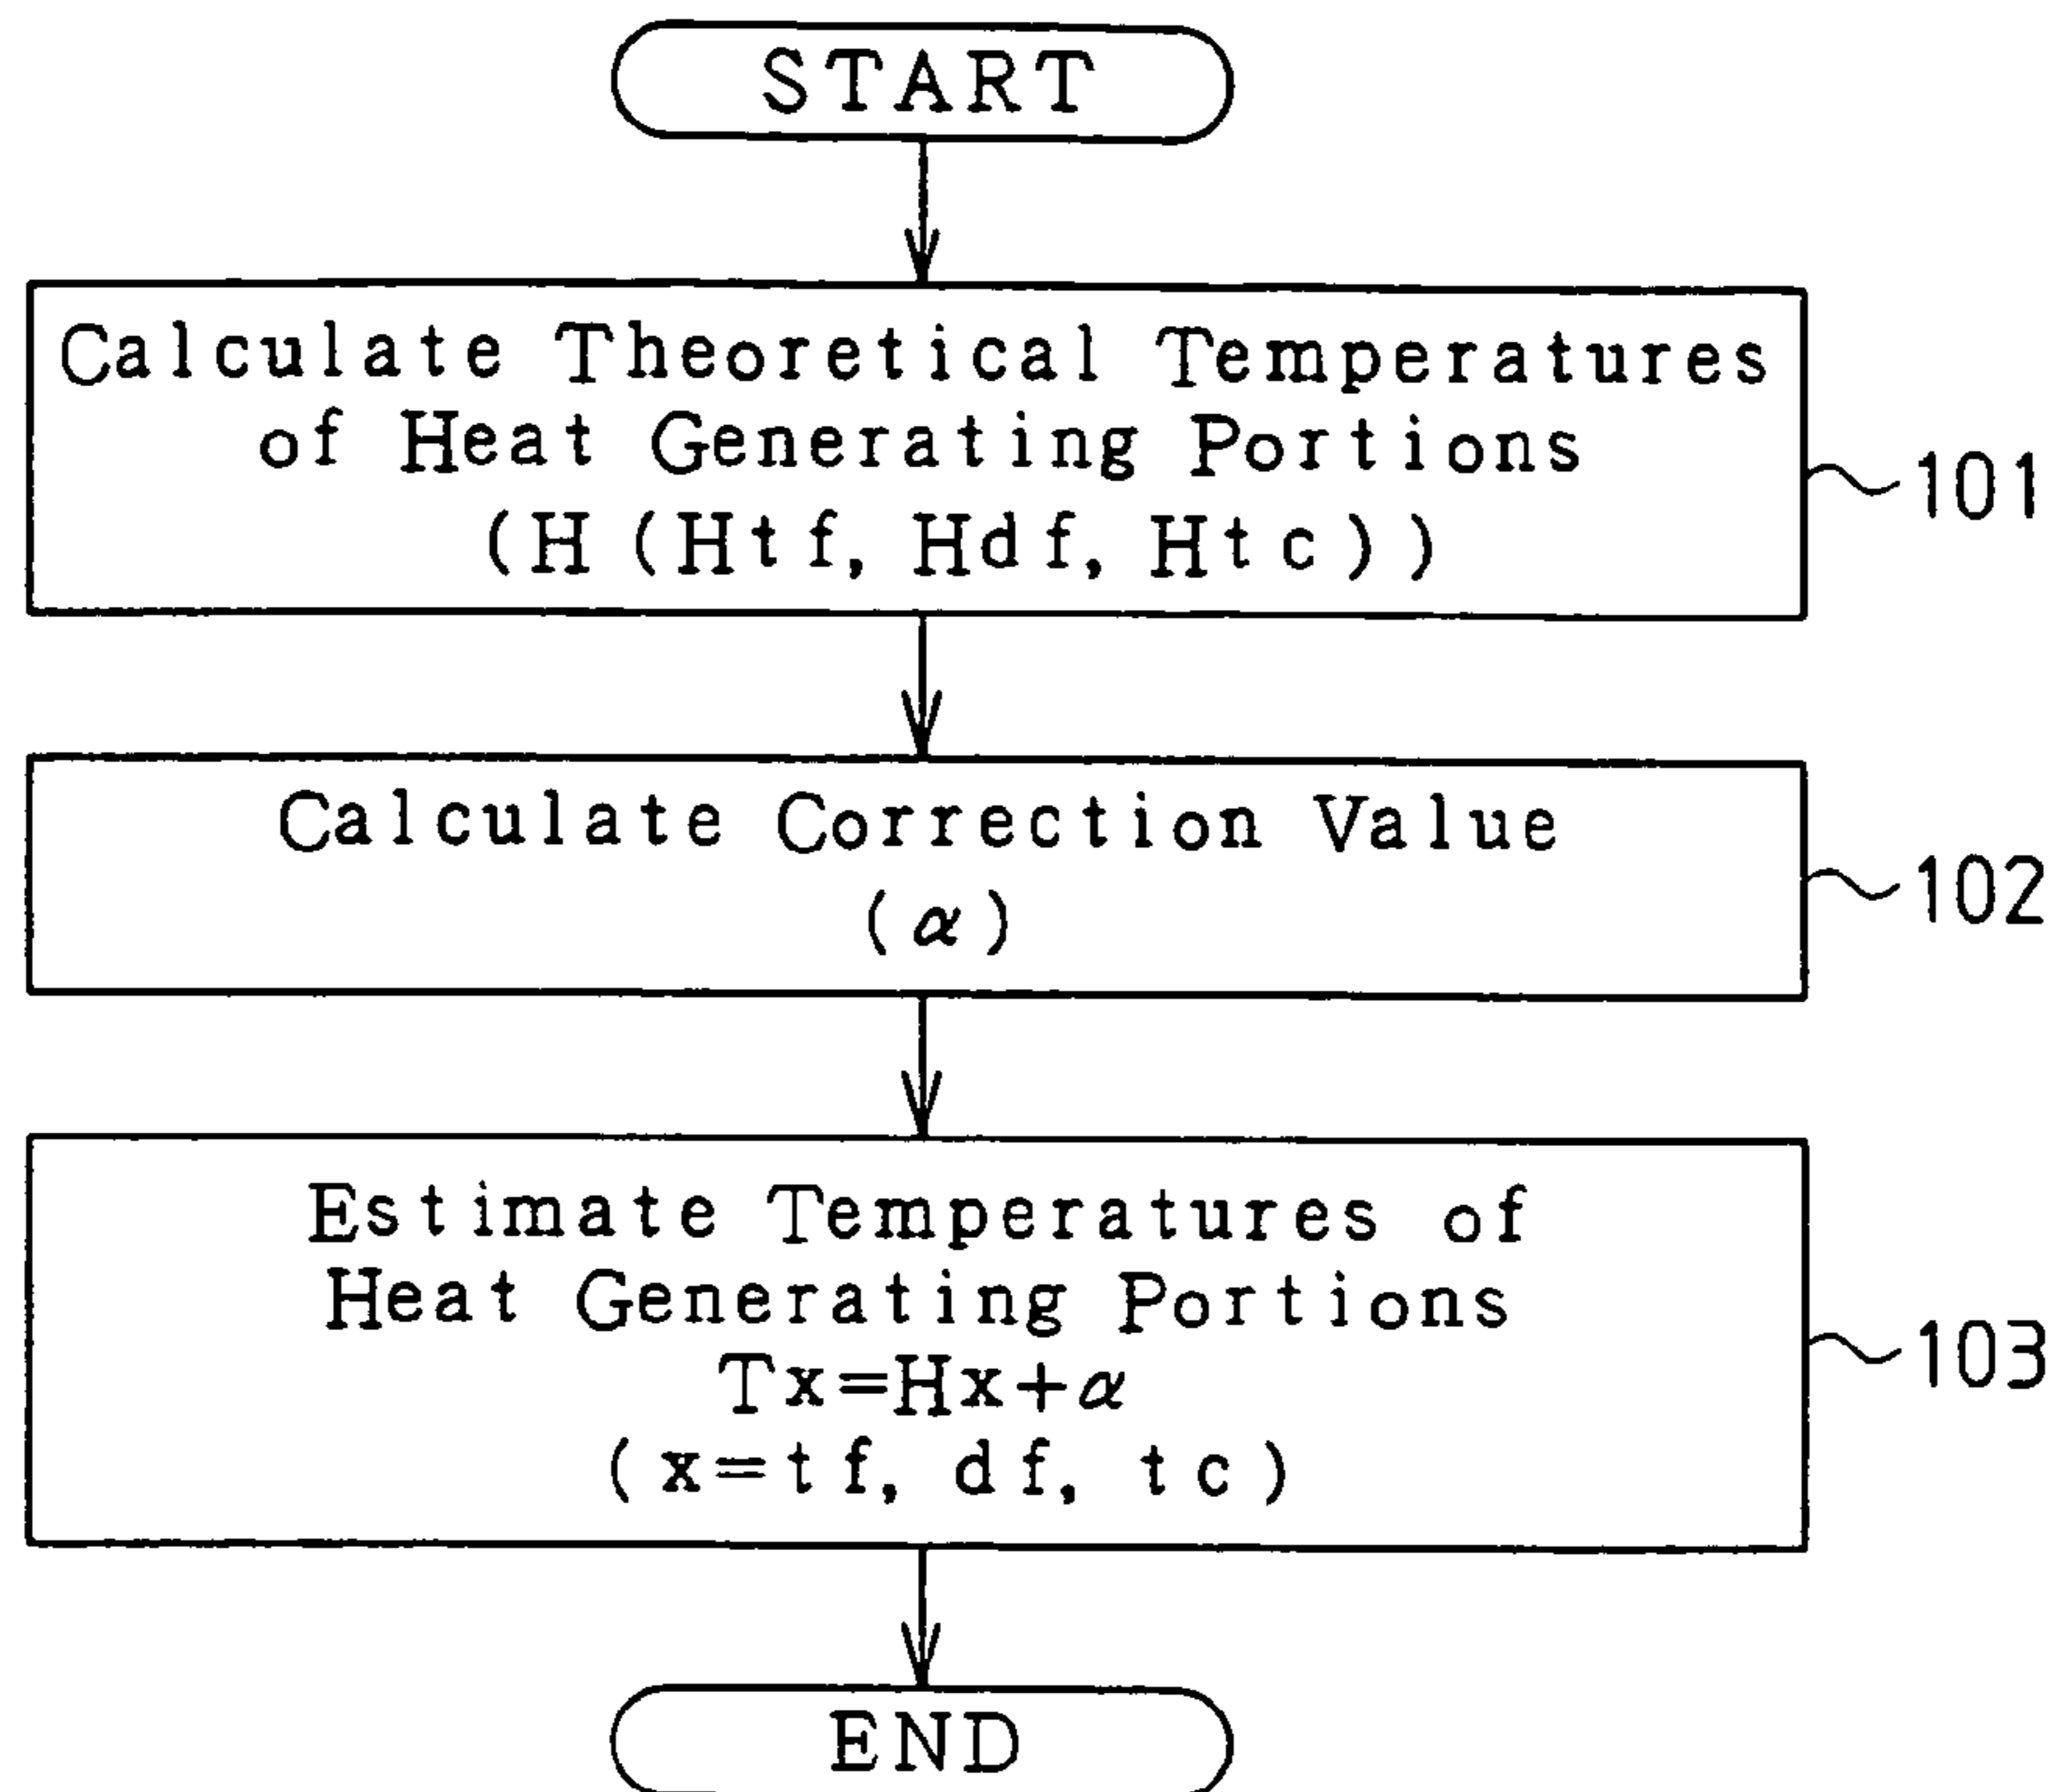 START
Calculate Theoretical Temperatures
of Heat Generating Portions
(H(Htf, Hdf, Htc))
101
Calculate Correction Value
(α)
102
Estimate Temperatures of
Heat Generating Portions
Tx=Hx+α
(x=tf, df, tc)
103
END